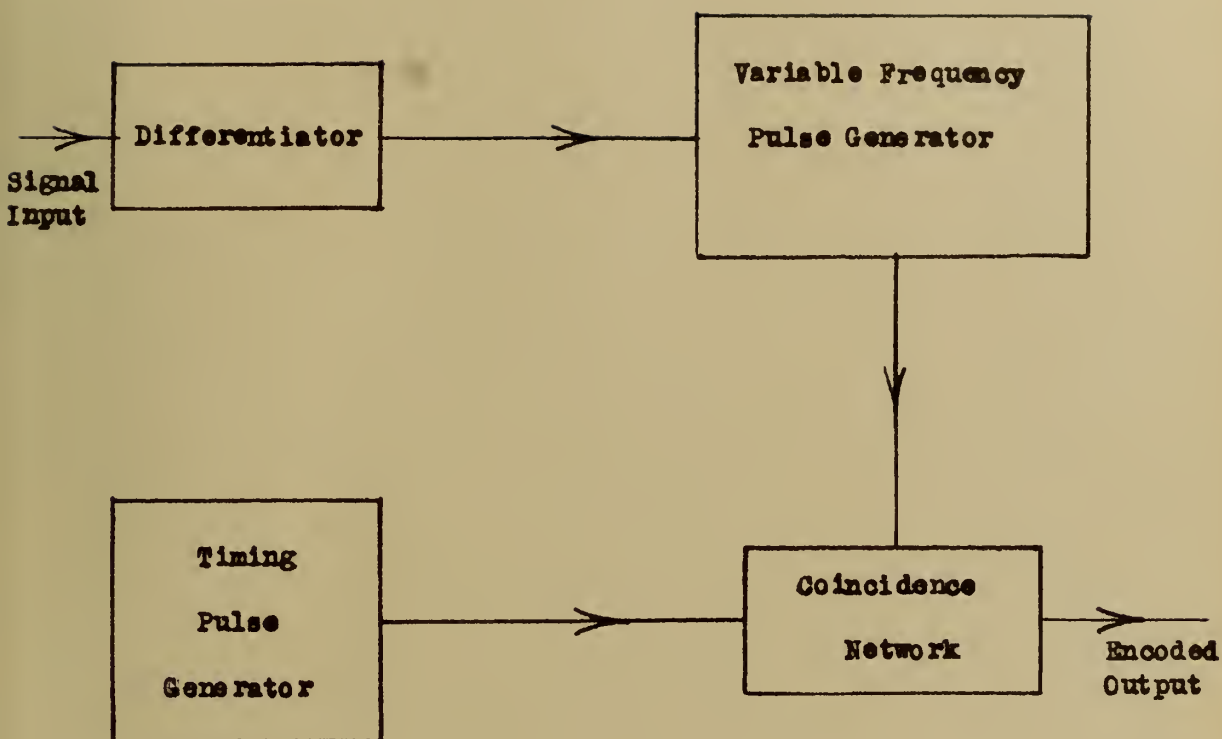 Variable Frequency
Pulse Generator
Differentiator
Signal
Input
Timing
Pulse
Generator
Coincidence
Network
Encoded
Output